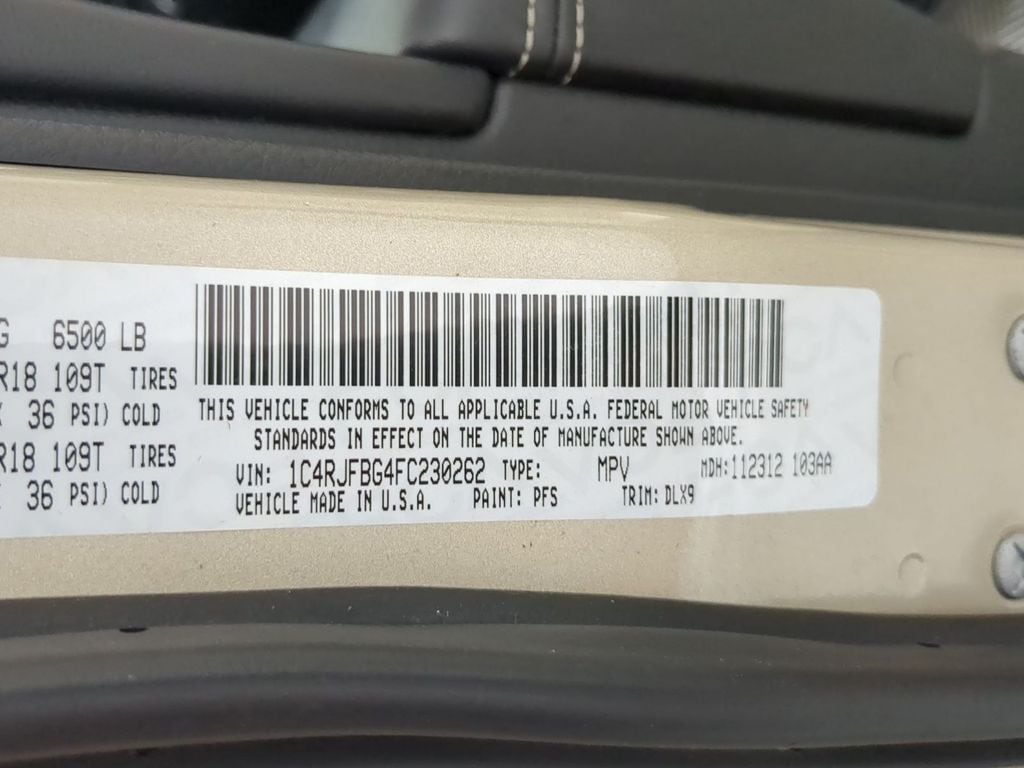 G 6500 LB
R18 109T TIRES
36 PSI) COLD
R18 109T TIRES
36 PSI) COLD
THIS VEHICLE CONFORMS TO ALL APPLICABLE U.S.A. FEDERAL MOTOR VEHICLE SAFETY
STANDARDS IN EFFECT ON THE DATE OF MANUFACTURE SHOWN ABOVE.
VIN: 1C4RJFBG4FC230262 TYPE: MPV MDH:112312 103AA
VEHICLE MADE IN U.S.A. PAINT: PFS TRIM: DLX9